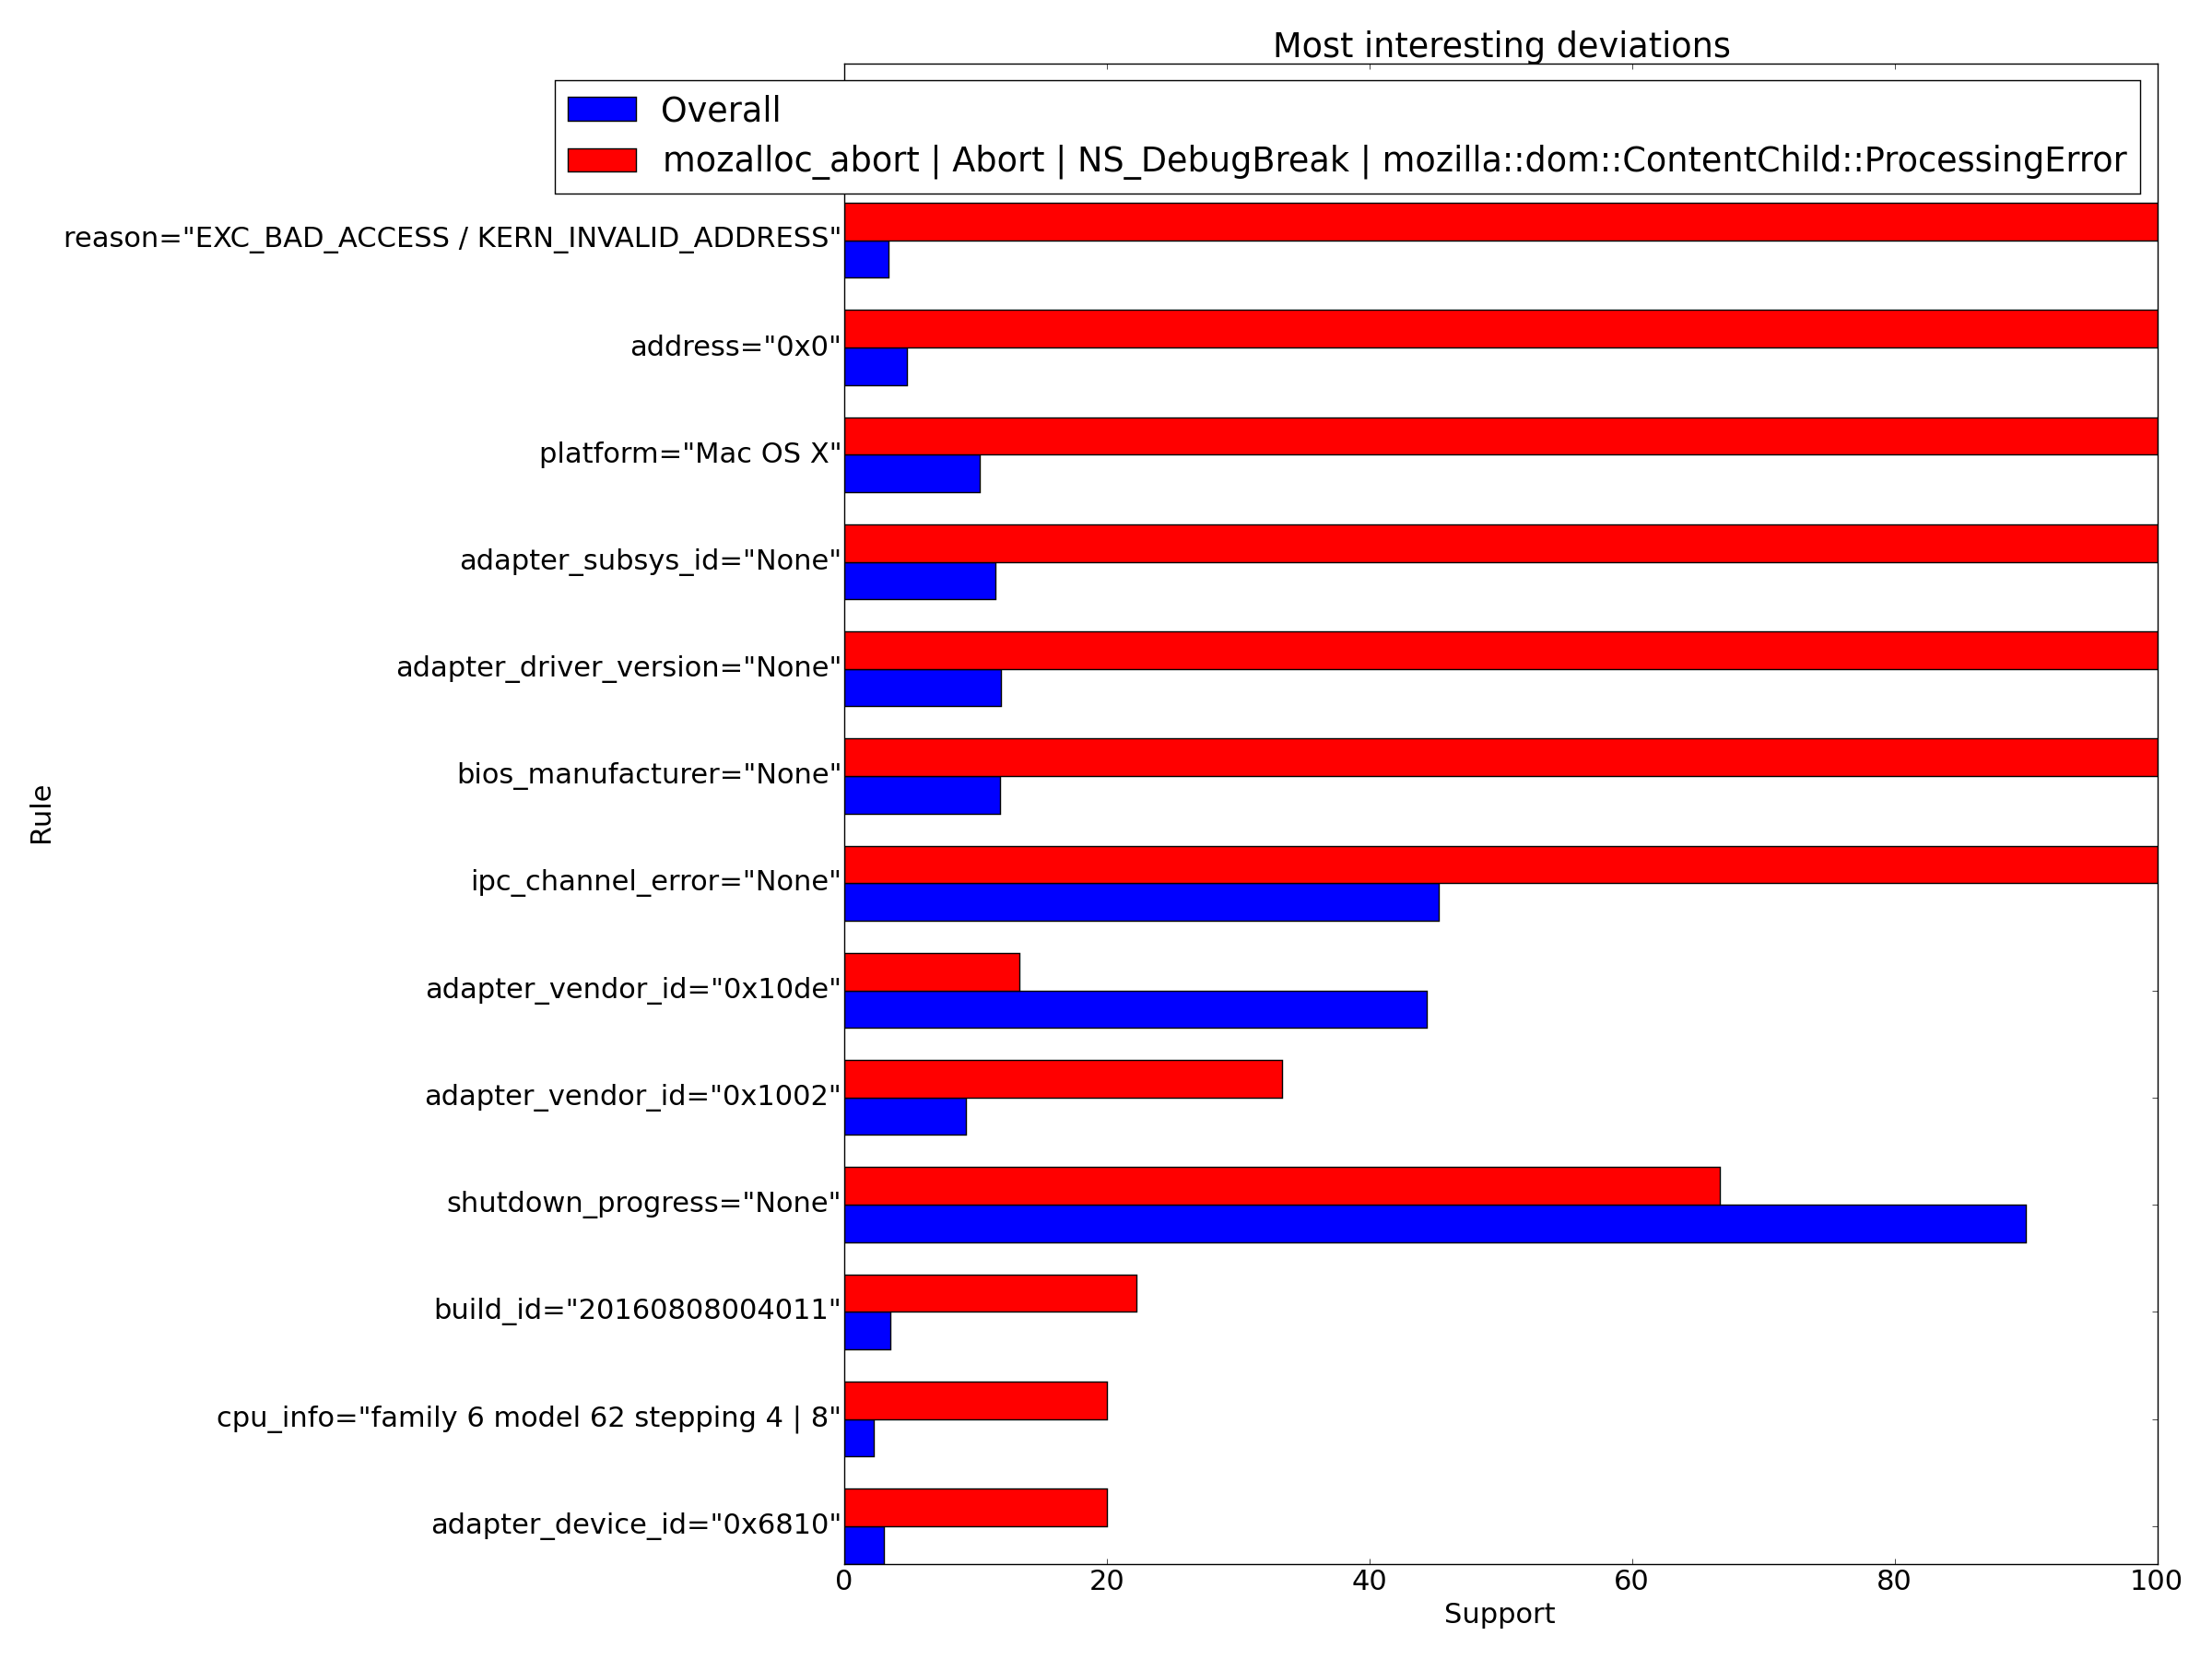 Most interesting deviations
Overall
mozalloc_abort | Abort | NS_DebugBreak | mozilla::dom::ContentChild::ProcessingError
reason="EXC_BAD_ACCESS / KERN_INVALID_ADDRESS"
address="0x0"
platform="Mac OS X"
adapter_subsys_id="None"
adapter_driver_version="None"
bios_manufacturer="None"
ipc_channel_error="None"
adapter_vendor_id="0x10de"
adapter_vendor_id="0x1002"
shutdown_progress="None"
build_id="20160808004011"
cpu_info="family 6 model 62 stepping 4 | 8"
adapter_device_id="0x6810"
Rule
0 20 40 60 80 100
Support